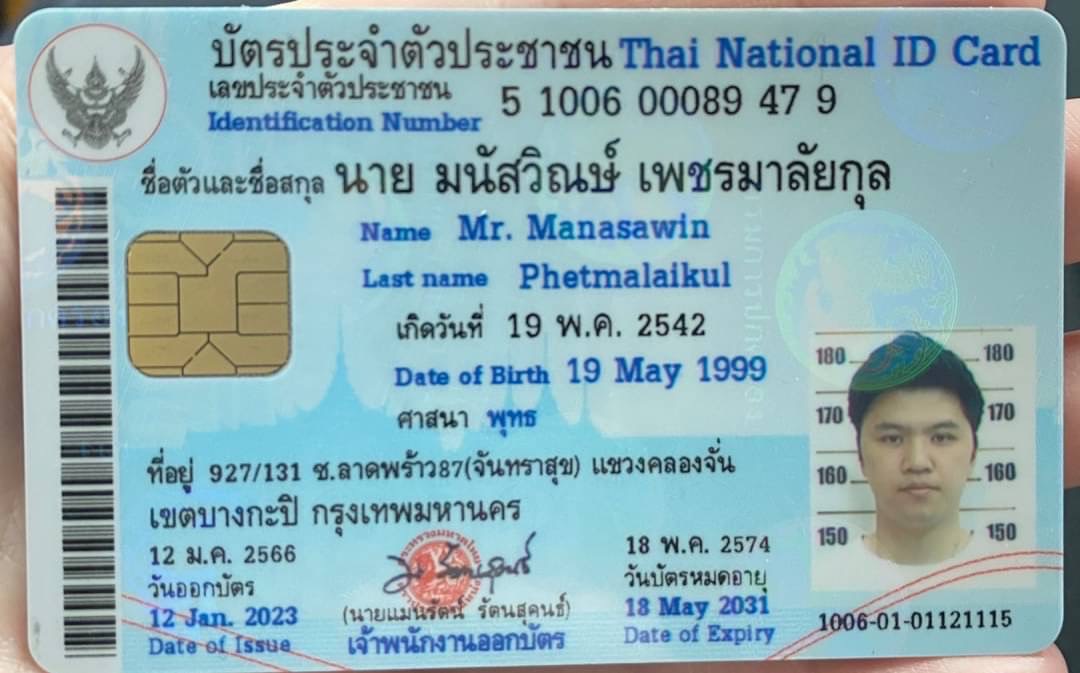 บัตรประจำตัวประชาชน Thai National ID Card
เลขประจำตัวประชาชน
Identification Number 5 1006 00089 47 9
ชื่อตัวและชื่อสกุล นาย มนัสวิณษ์ เพชรมาลัยกุล
Name Mr. Manasawin
Last name Phetmalaikul
เกิดวันที่ 19 พ.ค. 2542
Date of Birth 19 May 1999
ศาสนา พุทธ
ที่อยู่ 927/131 ซ.ลาดพร้าว87(จันทราสุข) แขวงคลองจั่น
เขตบางกะปิ กรุงเทพมหานคร
12 ม.ค. 2566
วันออกบัตร
12 Jan. 2023
Date of Issue
(นายแมนรัตน์ รัตนสุคนธ์)
เจ้าพนักงานออกบัตร
18 พ.ค. 2574
วันบัตรหมดอายุ
18 May 2031
Date of Expiry
180 180
170 170
160 160
150 150
1006-01-01121115